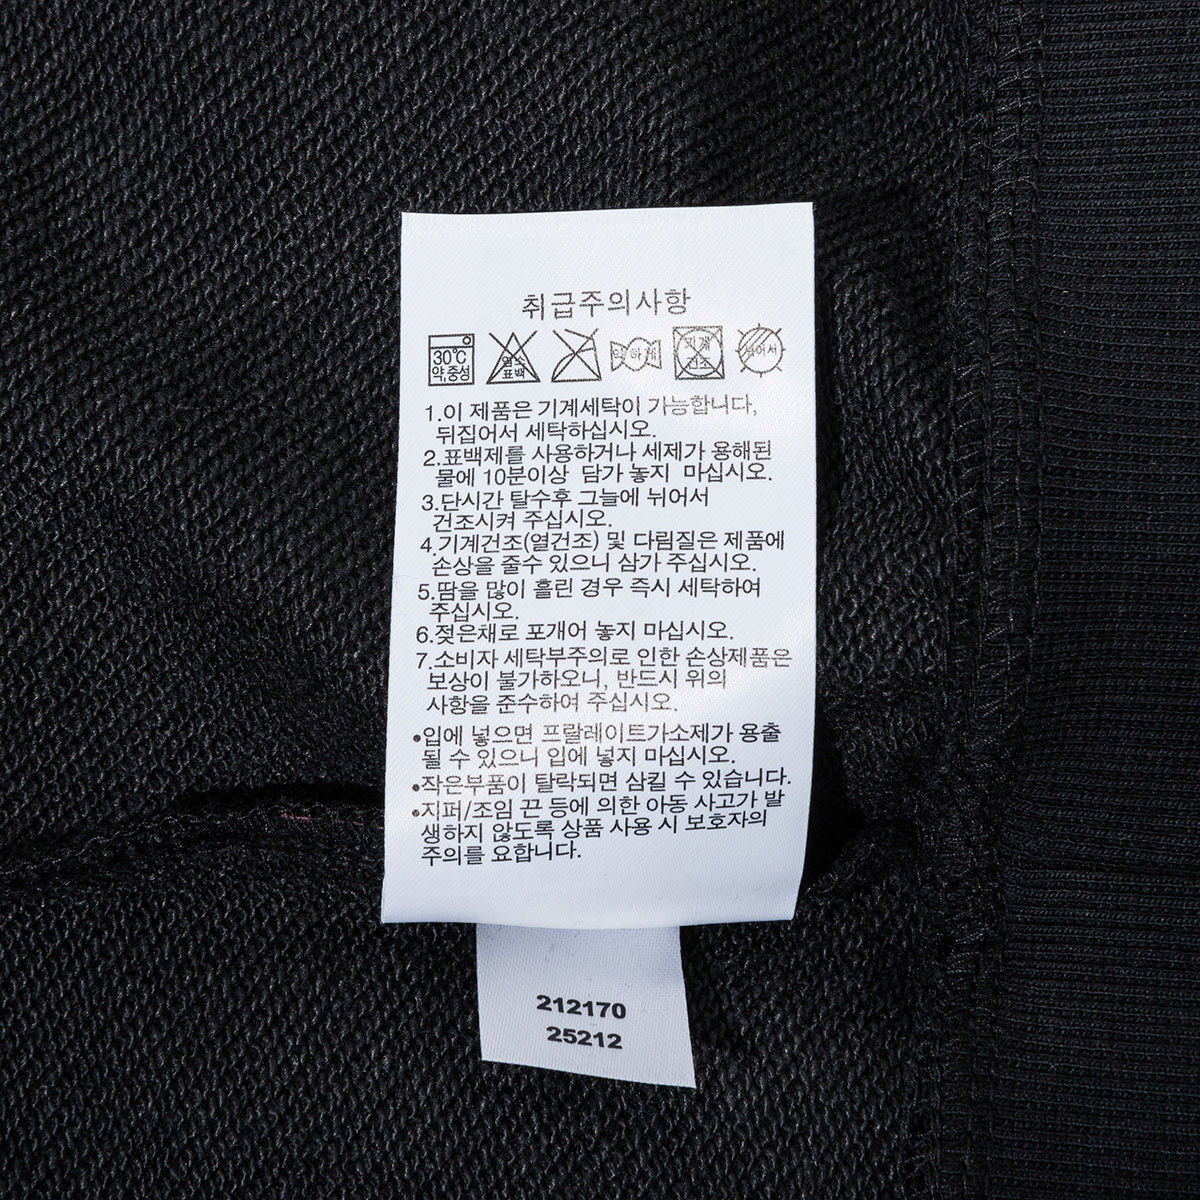 취급주의사항
30℃ 약,중성
염소 표백
약하게
기계 건조
뉘어서
1.이 제품은 기계세탁이 가능합니다,
뒤집어서 세탁하십시오.
2.표백제를 사용하거나 세제가 용해된
물에 10분이상 담가 놓지 마십시오.
3.단시간 탈수후 그늘에 뉘어서
건조시켜 주십시오.
4.기계건조(열건조) 및 다림질은 제품에
손상을 줄수 있으니 삼가 주십시오.
5.땀을 많이 흘린 경우 즉시 세탁하여
주십시오.
6.젖은채로 포개어 놓지 마십시오.
7.소비자 세탁부주의로 인한 손상제품은
보상이 불가하오니, 반드시 위의
사항을 준수하여 주십시오.
•입에 넣으면 프탈레이트가소제가 용출
될 수 있으니 입에 넣지 마십시오.
•작은부품이 탈락되면 삼킬 수 있습니다.
•지퍼/조임 끈 등에 의한 아동 사고가 발
생하지 않도록 상품 사용 시 보호자의
주의를 요합니다.
212170
25212